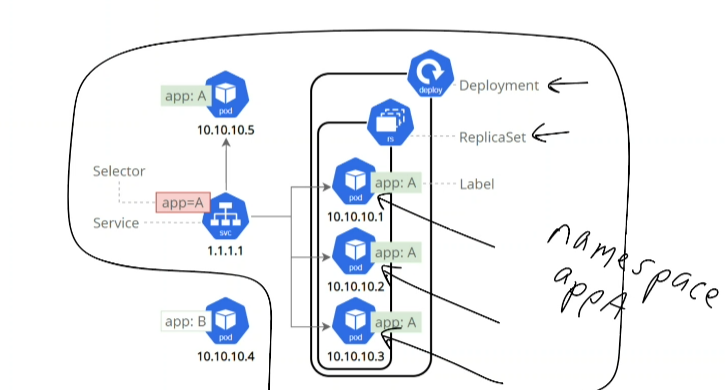 deploy
Deployment
app: A
pod
10.10.10.5
rs
ReplicaSet
Selector
app=A
Service
svc
1.1.1.1
app: A
Label
pod
10.10.10.1
app: A
pod
10.10.10.2
namespace
appA
app: B
pod
10.10.10.4
app: A
pod
10.10.10.3